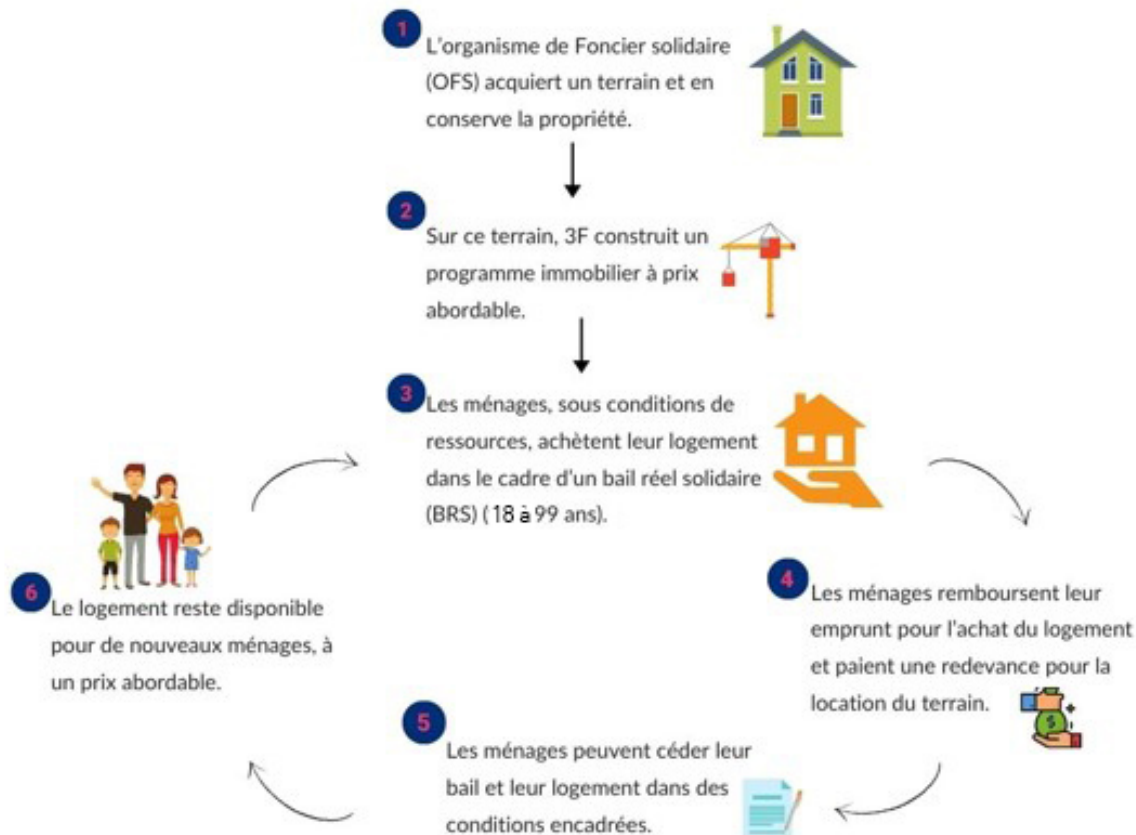 1
L'organisme de Foncier solidaire
(OFS) acquiert un terrain et en
conserve la propriété.
2
Sur ce terrain, 3F construit un
programme immobilier à prix
abordable.
3
Les ménages, sous conditions de
ressources, achètent leur logement
dans le cadre d'un bail réel solidaire
(BRS) (18 à 99 ans).
4
Les ménages remboursent leur
emprunt pour l'achat du logement
et paient une redevance pour la
location du terrain.
$
5
Les ménages peuvent céder leur
bail et leur logement dans des
conditions encadrées.
6
Le logement reste disponible
pour de nouveaux ménages, à
un prix abordable.